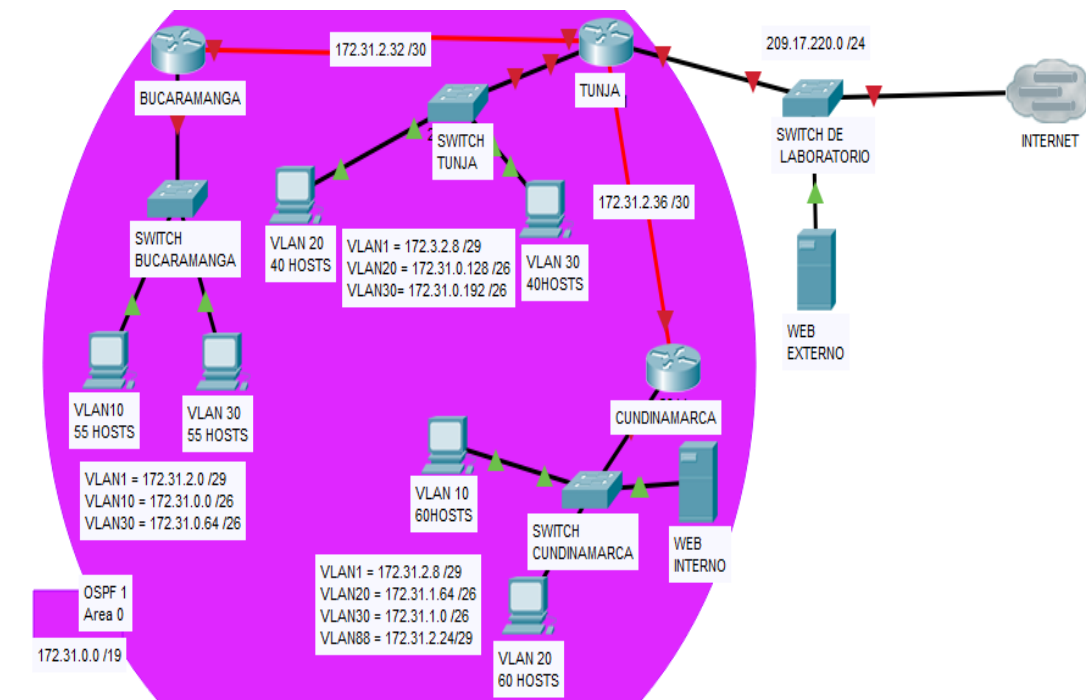 172.31.2.32 /30
209.17.220.0 /24
BUCARAMANGA
TUNJA
INTERNET
SWITCH
TUNJA
SWITCH DE
LABORATORIO
172.31.2.36 /30
SWITCH
BUCARAMANGA
VLAN 20
40 HOSTS
VLAN1 = 172.3.2.8 /29
VLAN20 = 172.31.0.128 /26
VLAN30= 172.31.0.192 /26
VLAN 30
40HOSTS
WEB
EXTERNO
VLAN10
55 HOSTS
VLAN 30
55 HOSTS
CUNDINAMARCA
VLAN1 = 172.31.2.0 /29
VLAN10 = 172.31.0.0 /26
VLAN30 = 172.31.0.64 /26
VLAN 10
60HOSTS
SWITCH
CUNDINAMARCA
WEB
INTERNO
VLAN1 = 172.31.2.8 /29
VLAN20 = 172.31.1.64 /26
VLAN30 = 172.31.1.0 /26
VLAN88 = 172.31.2.24/29
OSPF 1
Area 0
172.31.0.0 /19
VLAN 20
60 HOSTS